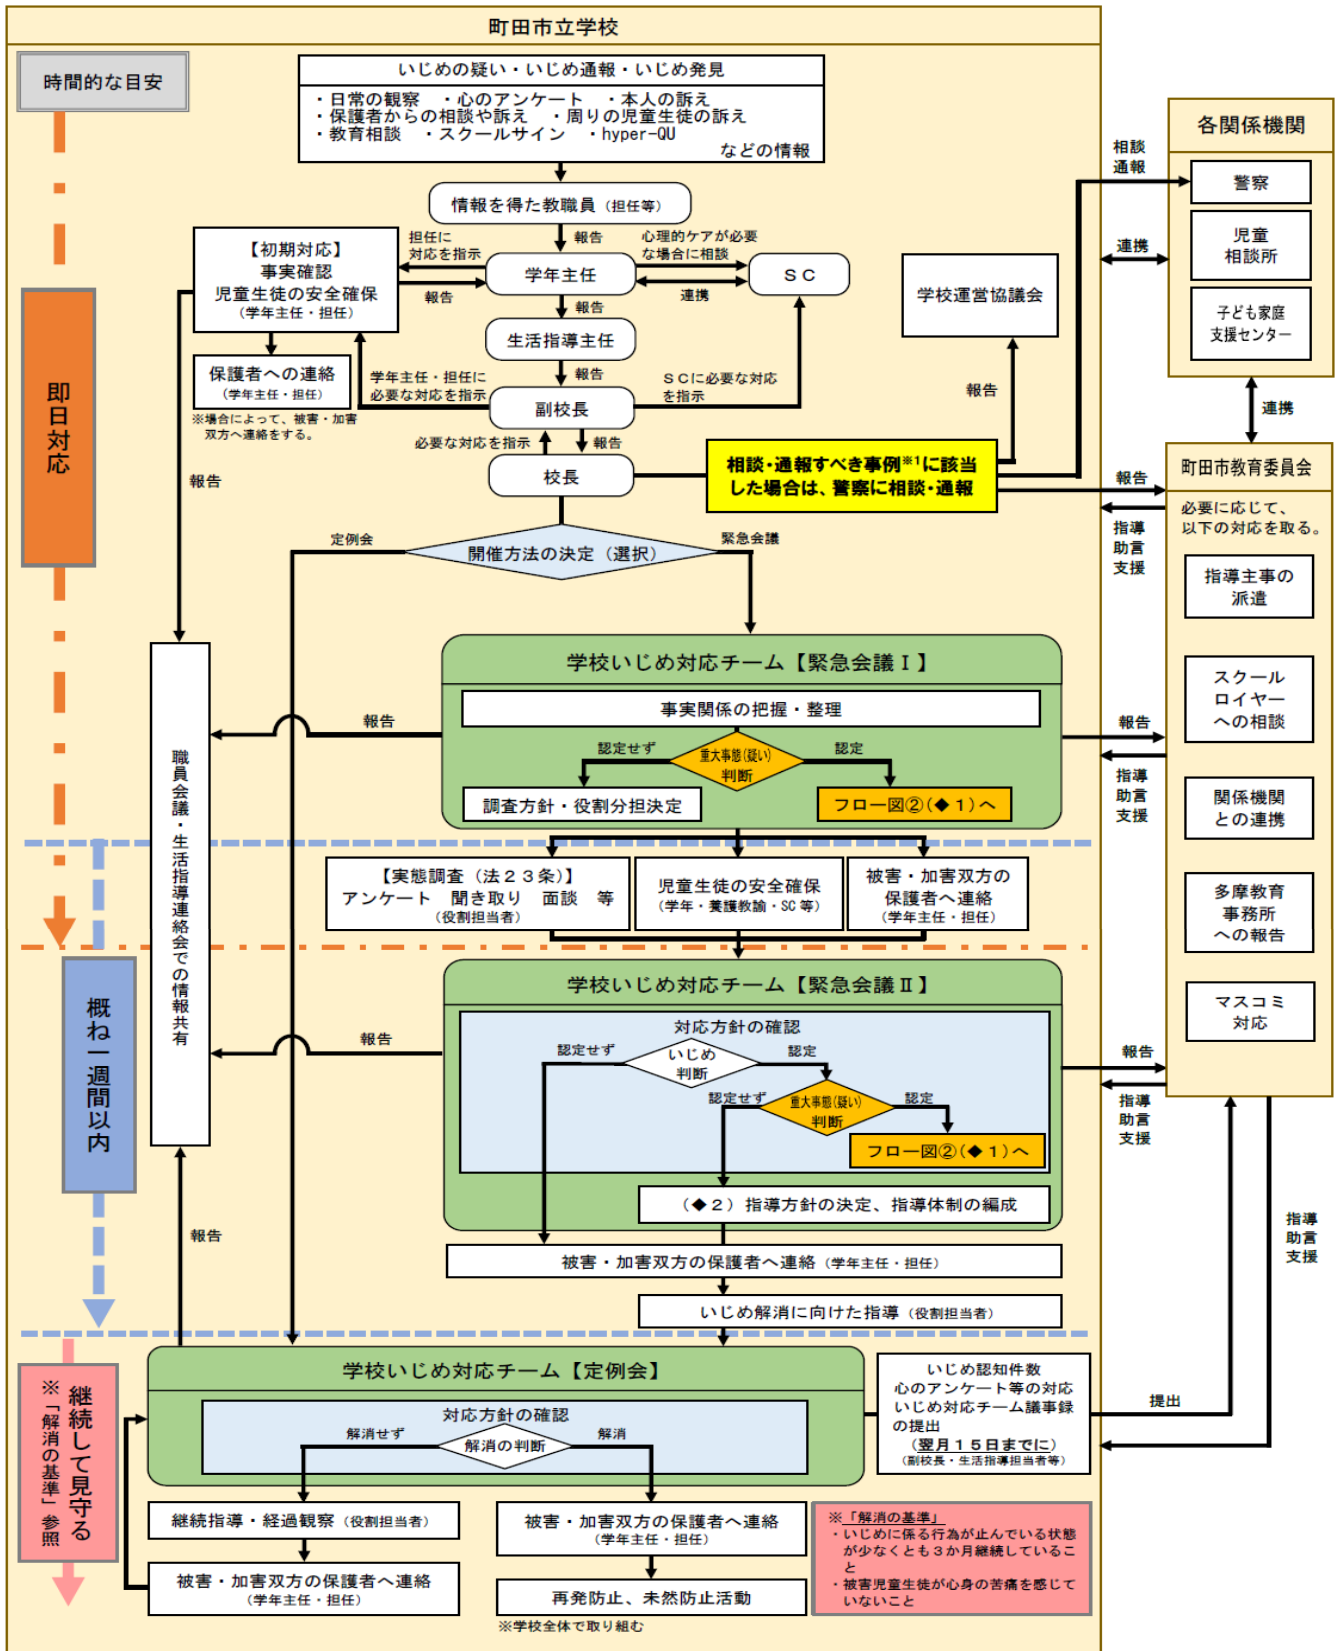 町田市立学校
時間的な目安
いじめの疑い・いじめ通報・いじめ発見
・日常の観察　・心のアンケート　・本人の訴え
・保護者からの相談や訴え　・周りの児童生徒の訴え
・教育相談　・スクールサイン　・hyper-QU
などの情報
情報を得た教職員（担任等）
報告
担任に
対応を指示
心理的ケアが必要
な場合に相談
【初期対応】
事実確認
児童生徒の安全確保
（学年主任・担任）
学年主任
ＳＣ
報告
連携
報告
生活指導主任
保護者への連絡
（学年主任・担任）
※場合によって、被害・加害
双方へ連絡をする。
学年主任・担任に
必要な対応を指示
報告
ＳＣに必要な対応
を指示
副校長
必要な対応を指示
報告
校長
相談・通報すべき事例※1に該当
した場合は、警察に相談・通報
学校運営協議会
報告
相談
通報
連携
各関係機関
警察
児童
相談所
子ども家庭
支援センター
連携
即日対応
報告
定例会
開催方法の決定（選択）
緊急会議
報告
指導
助言
支援
町田市教育委員会
必要に応じて、
以下の対応を取る。
指導主事の
派遣
スクール
ロイヤー
への相談
関係機関
との連携
多摩教育
事務所
への報告
マスコミ
対応
学校いじめ対応チーム【緊急会議Ⅰ】
事実関係の把握・整理
認定せず
重大事態(疑い)
判断
認定
調査方針・役割分担決定
フロー図②(◆１)へ
報告
報告
指導
助言
支援
職員会議・生活指導連絡会での情報共有
【実態調査（法２３条）】
アンケート　聞き取り　面談　等
（役割担当者）
児童生徒の安全確保
（学年・養護教諭・SC等）
被害・加害双方の
保護者へ連絡
（学年主任・担任）
概ね一週間以内
学校いじめ対応チーム【緊急会議Ⅱ】
対応方針の確認
認定せず
いじめ
判断
認定
認定せず
重大事態(疑い)
判断
認定
フロー図②(◆１)へ
（◆２）指導方針の決定、指導体制の編成
報告
報告
指導
助言
支援
被害・加害双方の保護者へ連絡（学年主任・担任）
いじめ解消に向けた指導（役割担当者）
報告
指導
助言
支援
継続して見守る
※「解消の基準」参照
学校いじめ対応チーム【定例会】
対応方針の確認
解消せず
解消の判断
解消
いじめ認知件数
心のアンケート等の対応
いじめ対応チーム議事録
の提出
（翌月１５日までに）
（副校長・生活指導担当者等）
提出
継続指導・経過観察（役割担当者）
被害・加害双方の保護者へ連絡
（学年主任・担任）
被害・加害双方の保護者へ連絡
（学年主任・担任）
再発防止、未然防止活動
※学校全体で取り組む
※「解消の基準」
・いじめに係る行為が止んでいる状態
が少なくとも３か月継続しているこ
と
・被害児童生徒が心身の苦痛を感じて
いないこと